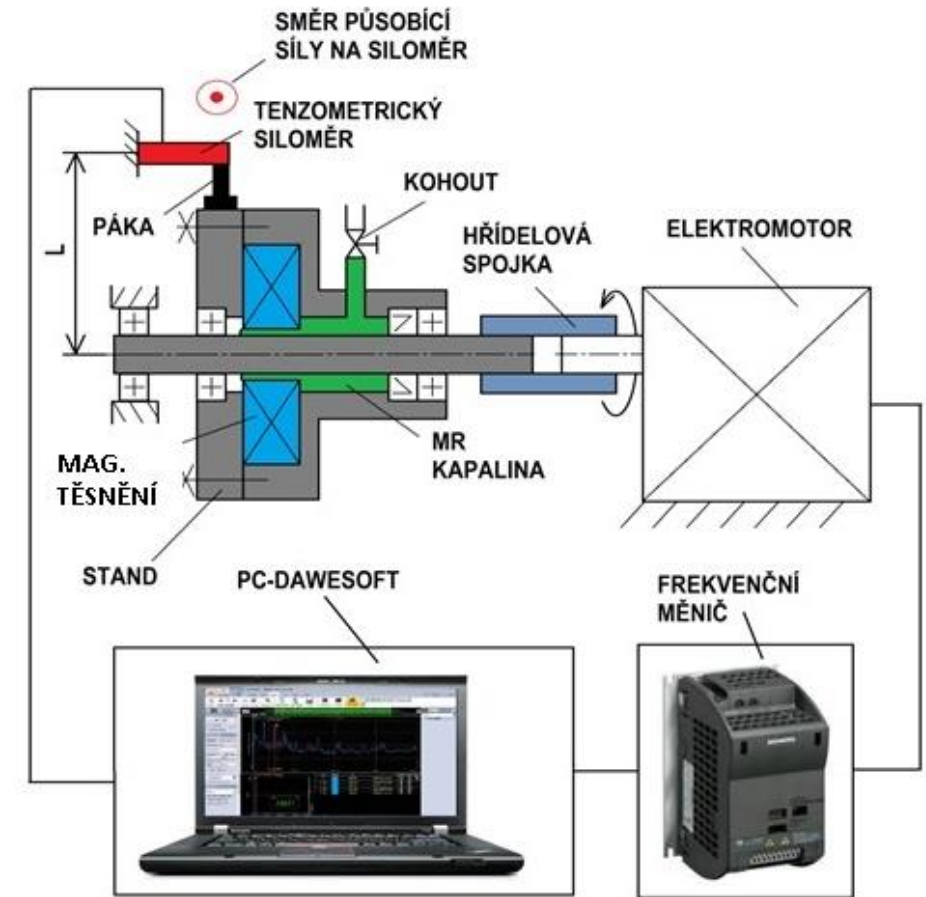 SMĚR PŮSOBÍCÍ
SÍLY NA SILOMĚR
TENZOMETRICKÝ
SILOMĚR
PÁKA
L
KOHOUT
HŘÍDELOVÁ
SPOJKA
ELEKTROMOTOR
MAG.
TĚSNĚNÍ
MR
KAPALINA
STAND
PC-DAWESOFT
FREKVENČNÍ
MĚNIČ